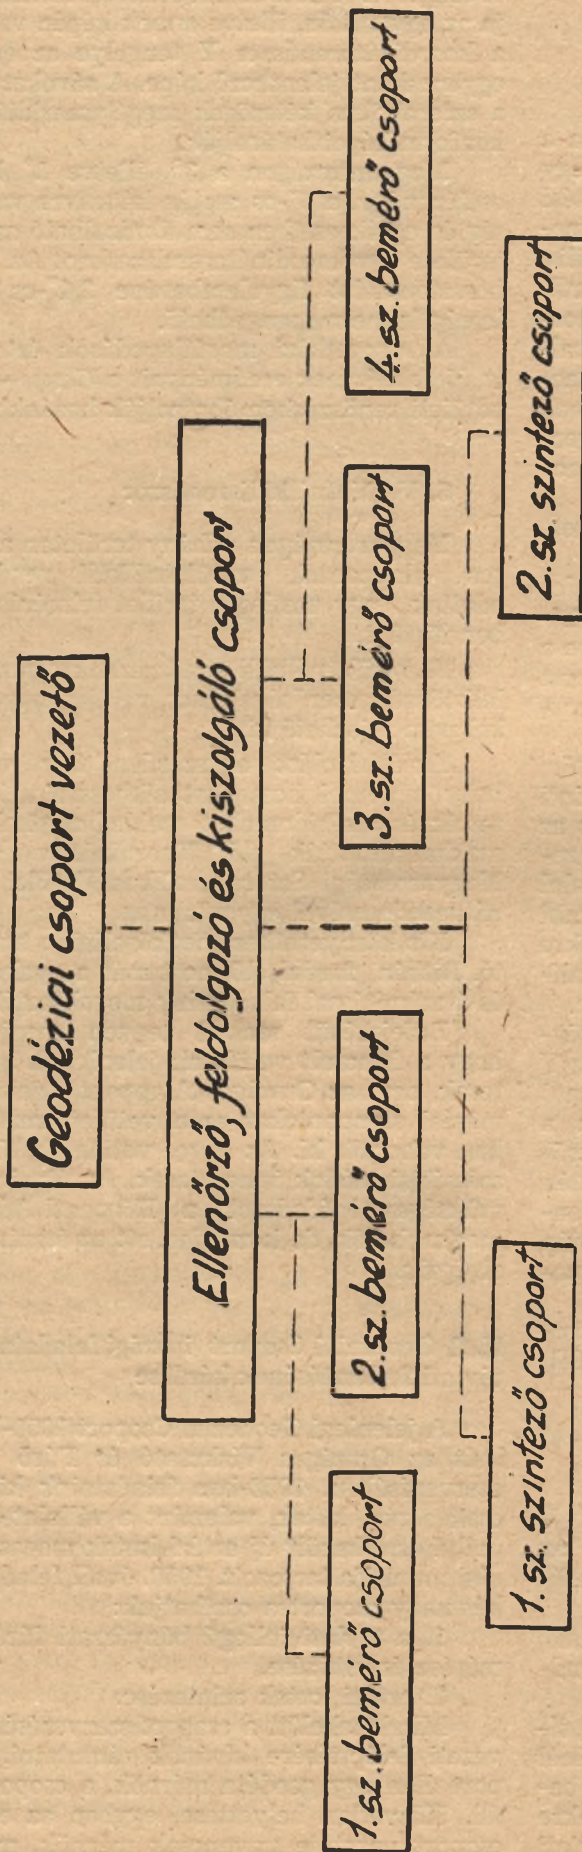 Geodéziai csoport vezető
Ellenőrző, feldolgozó és kiszolgáló csoport
1. sz. bemérő csoport
2. sz. bemérő csoport
3. sz. bemérő csoport
4. sz. bemérő csoport
1. sz. szintező csoport
2. sz. szintező csoport